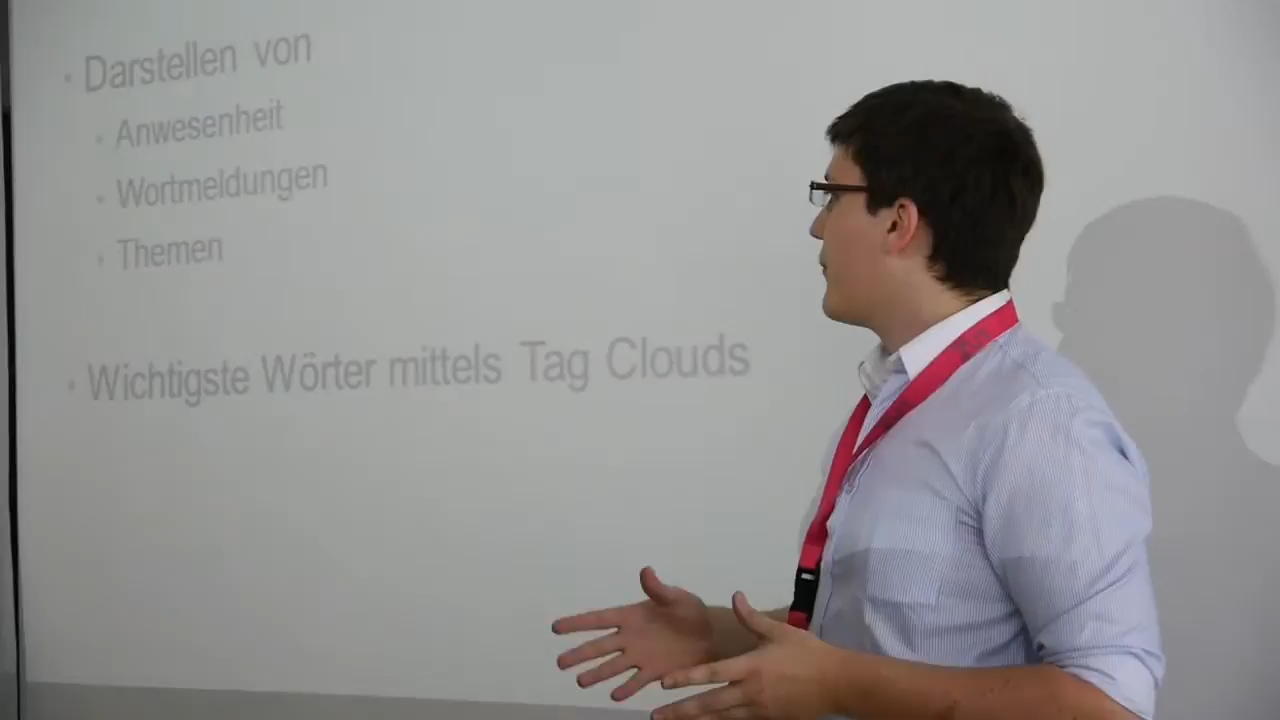 Darstellen von
Anwesenheit
Wortmeldungen
Themen
Wichtigste Wörter mittels Tag Clouds